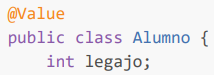 @Value
public class Alumno {
    int legajo;